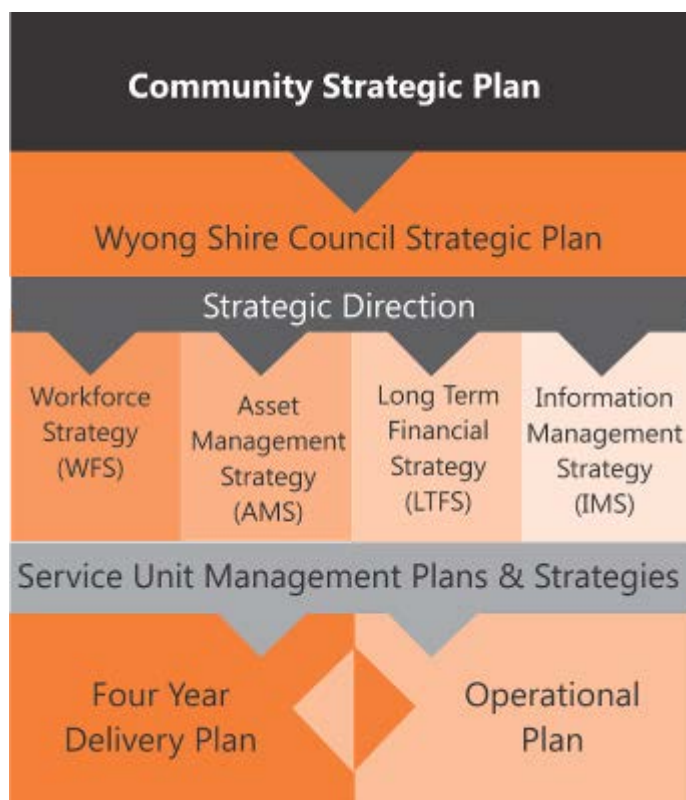 Community Strategic Plan
Wyong Shire Council Strategic Plan
Strategic Direction
Workforce
Strategy
(WFS)
Asset
Management
Strategy
(AMS)
Long Term
Financial
Strategy
(LTFS)
Information
Management
Strategy
(IMS)
Service Unit Management Plans & Strategies
Four Year
Delivery Plan
Operational
Plan